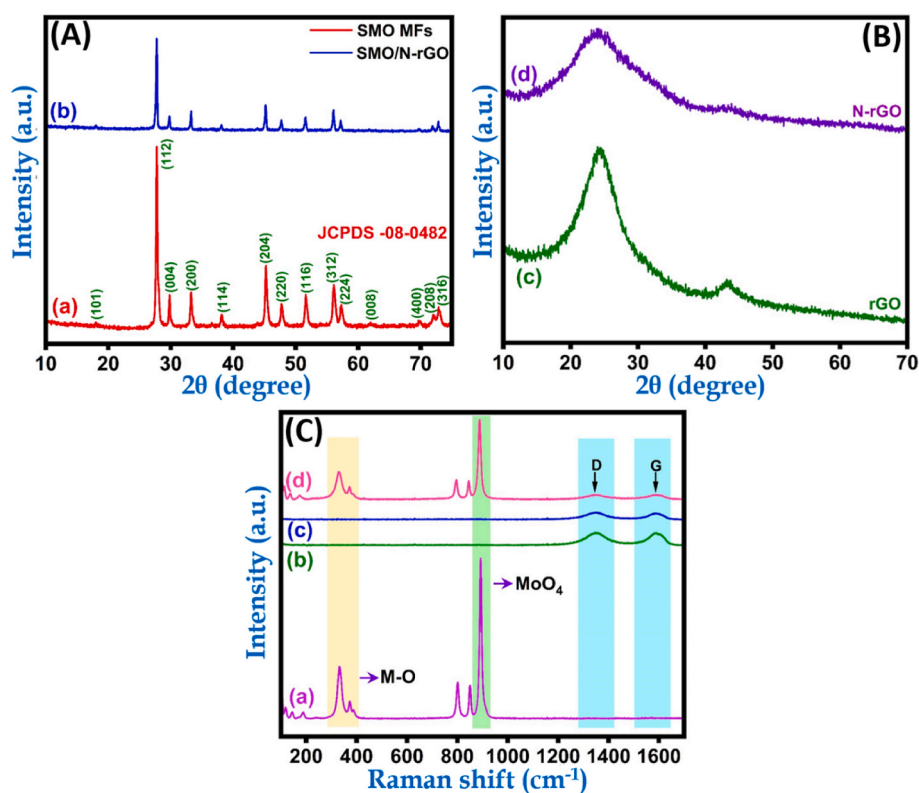 (A)
SMO MFs
SMO/N-rGO
(b)
(112)
JCPDS -08-0482
(a)
(101)
(004)
(200)
(114)
(204)
(220)
(116)
(312)
(224)
(008)
(400)
(208)
(316)
Intensity (a.u.)
10 20 30 40 50 60 70
2θ (degree)
(B)
(d)
N-rGO
(c)
rGO
Intensity (a.u.)
10 20 30 40 50 60 70
2θ (degree)
(C)
D
G
(d)
(c)
(b)
MoO₄
M-O
(a)
Intensity (a.u.)
200 400 600 800 1000 1200 1400 1600
Raman shift (cm⁻¹)